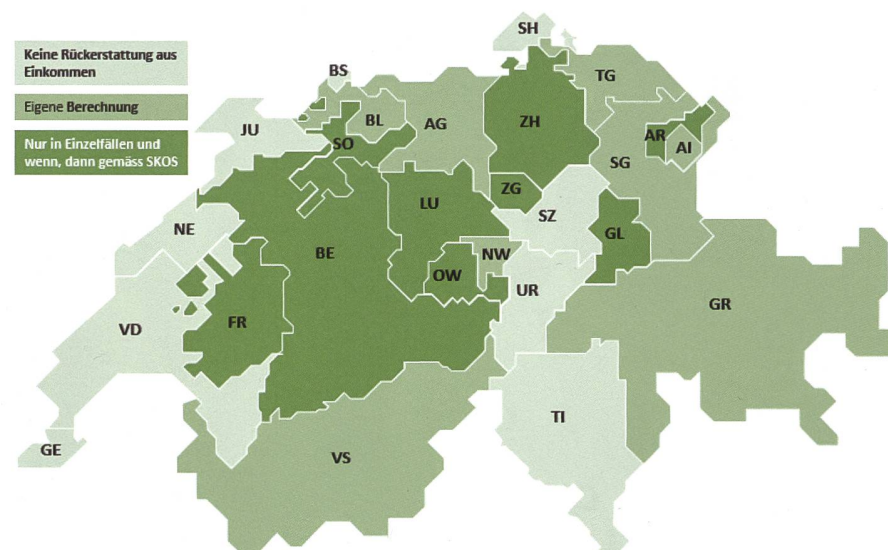 Keine Rückerstattung aus
Einkommen
Eigene Berechnung
Nur in Einzelfällen und
wenn, dann gemäss SKOS
SH
BS
TG
JU
BL
AG
ZH
SO
AR
AI
SG
ZG
LU
SZ
NE
GL
BE
NW
OW
UR
GR
VD
FR
TI
GE
VS